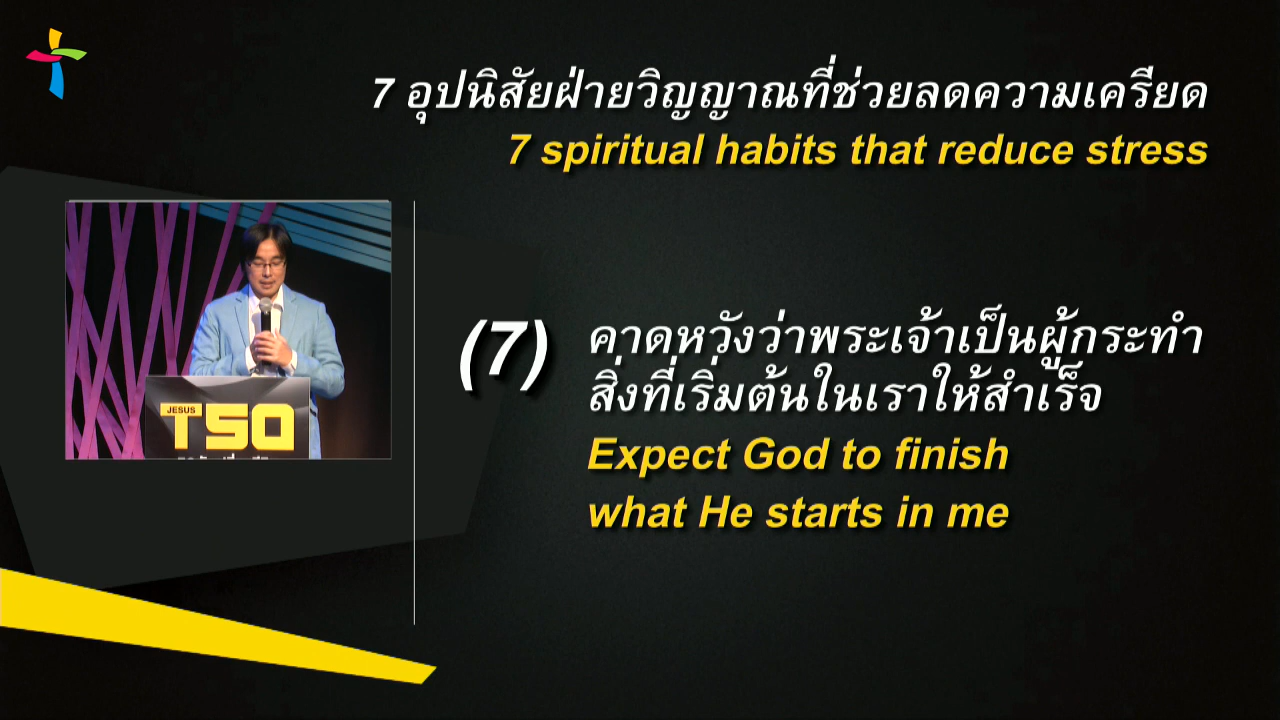 7 อุปนิสัยฝ่ายวิญญาณที่ช่วยลดความเครียด
7 spiritual habits that reduce stress
(7)
คาดหวังว่าพระเจ้าเป็นผู้กระทำ
สิ่งที่เริ่มต้นในเราให้สำเร็จ
Expect God to finish
what He starts in me
JESUS
T50